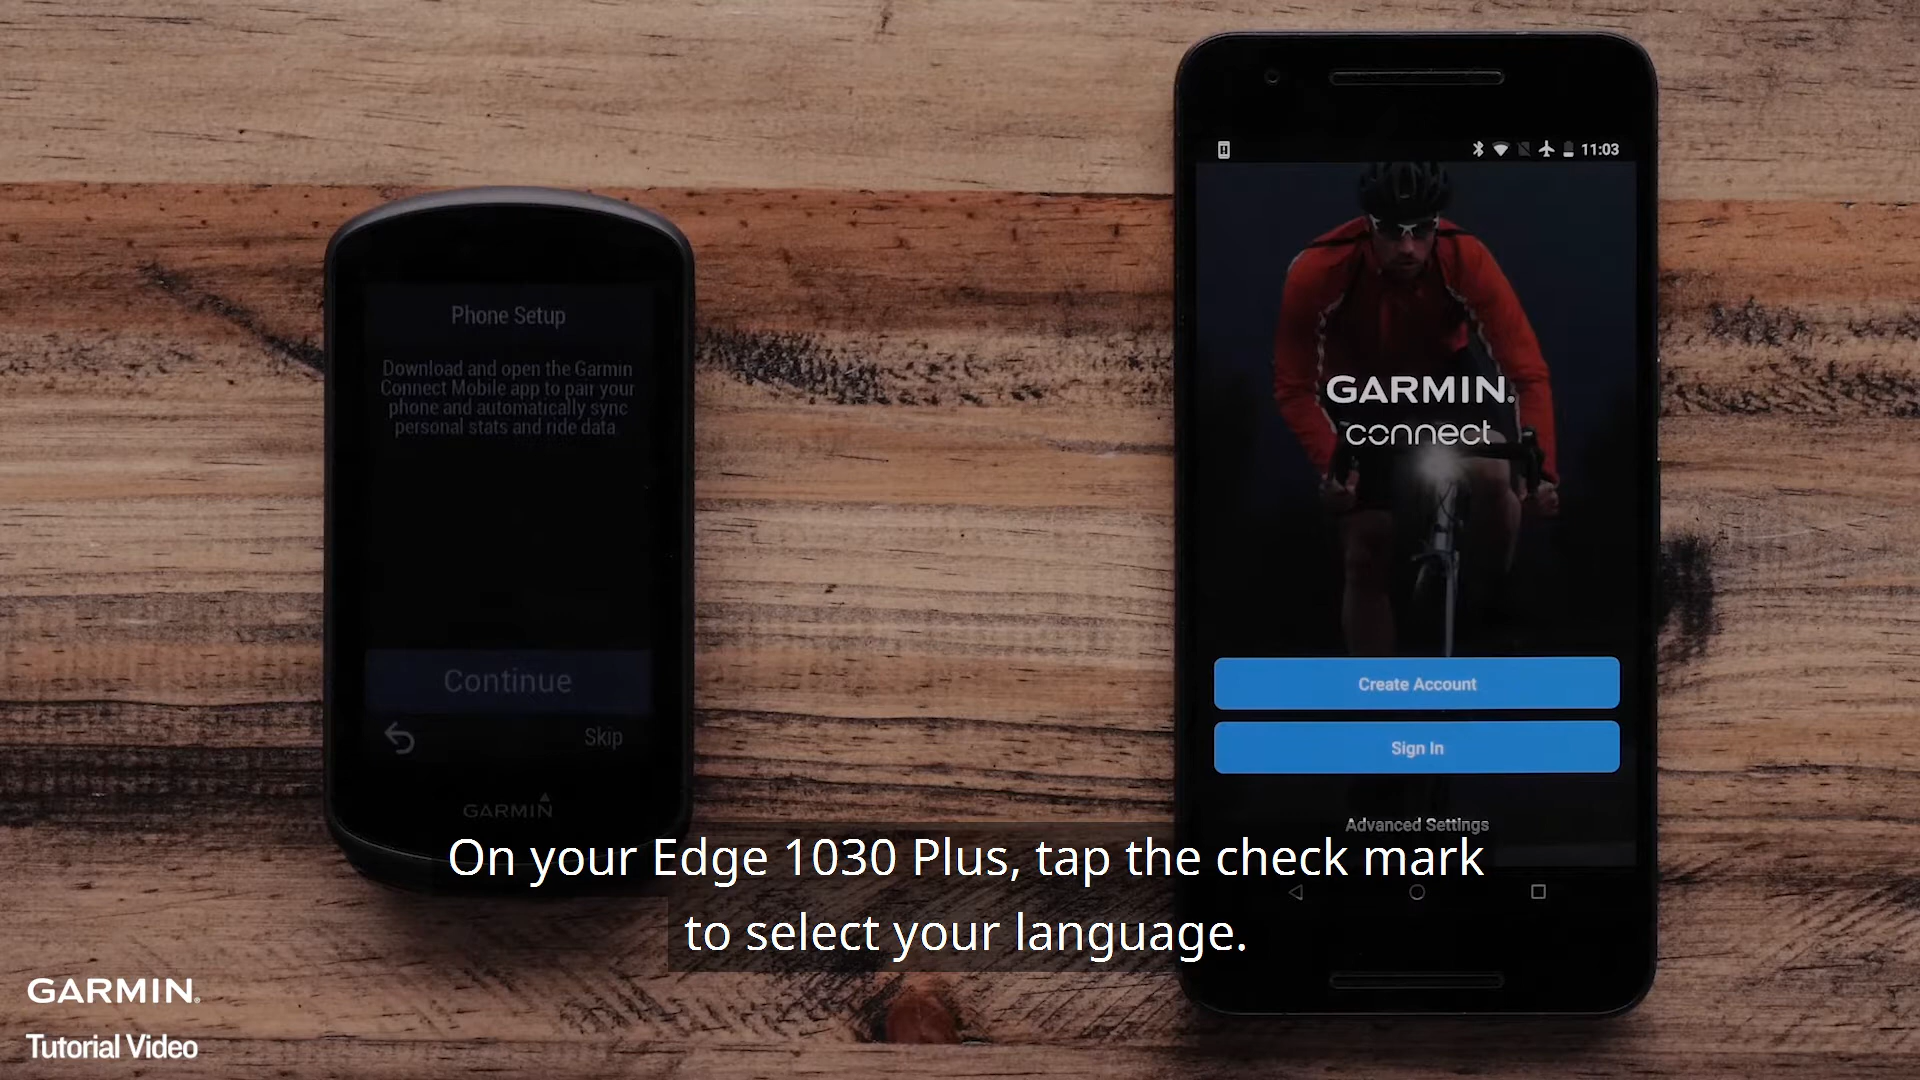 Phone Setup
Download and open the Garmin
Connect Mobile app to pair your
phone and automatically sync
personal stats and ride data.
Continue
Skip
GARMIN
11:03
GARMIN.
connect
Create Account
Sign In
Advanced Settings
On your Edge 1030 Plus, tap the check mark
to select your language.
GARMIN®
Tutorial Video